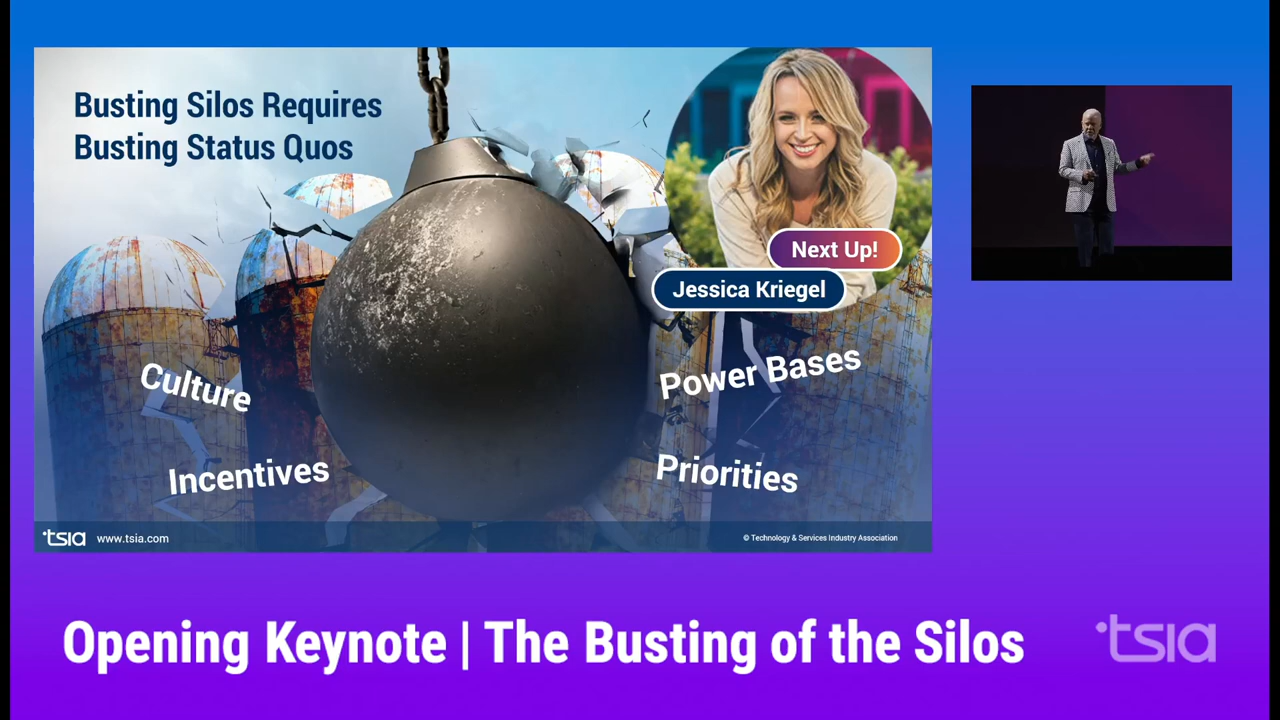 Busting Silos Requires
Busting Status Quos
Next Up!
Jessica Kriegel
Culture
Power Bases
Incentives
Priorities
tsia www.tsia.com
© Technology & Services Industry Association
Opening Keynote | The Busting of the Silos
tsia